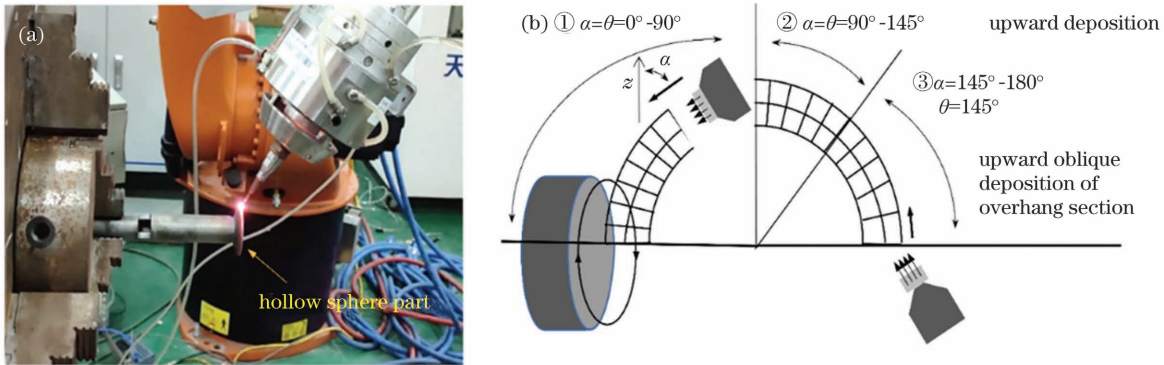 (a)
天
hollow sphere part
(b) ① α=θ=0° -90°
② α=θ=90° -145°
upward deposition
z
α
③α=145° -180°
θ=145°
upward oblique
deposition of
overhang section